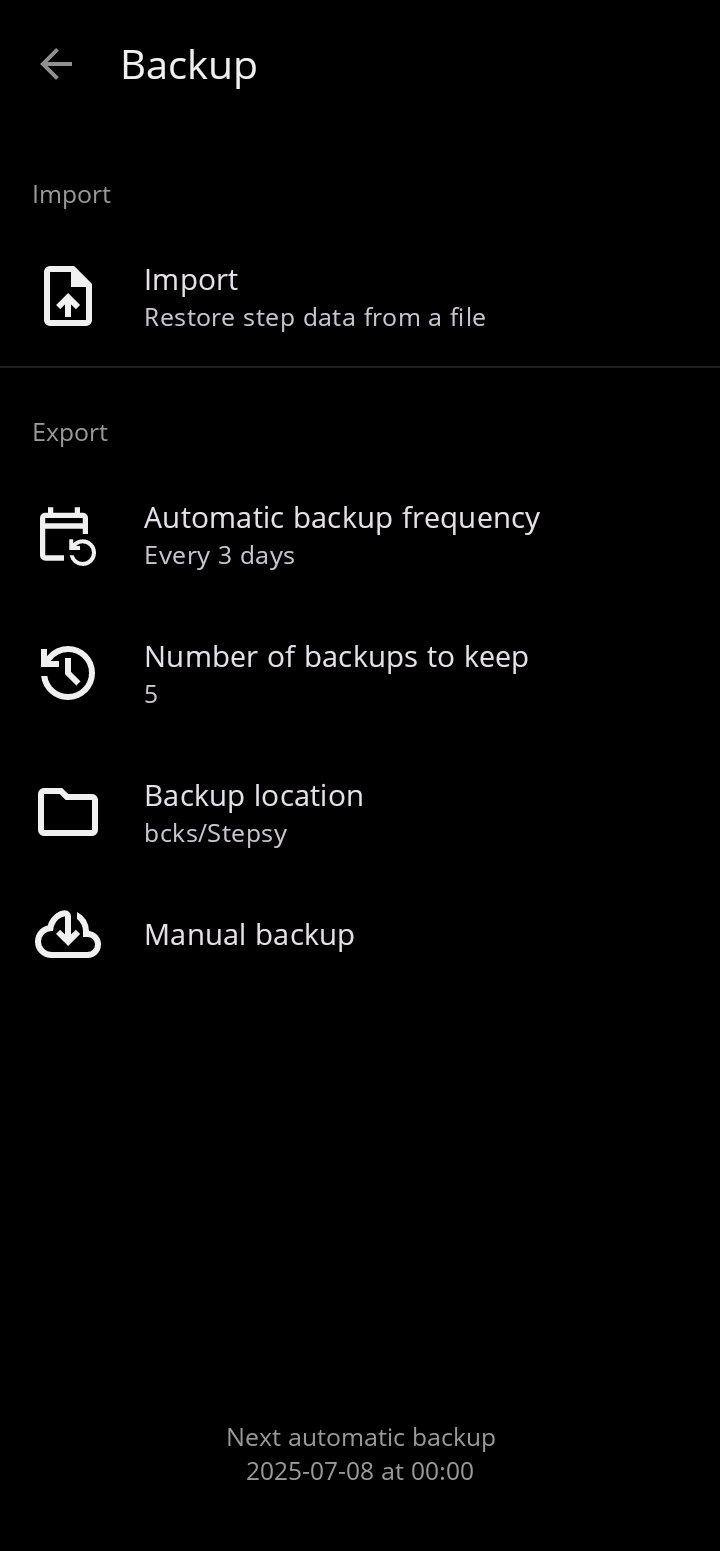 Backup
Import
Import
Restore step data from a file
Export
Automatic backup frequency
Every 3 days
Number of backups to keep
5
Backup location
bcks/Stepsy
Manual backup
Next automatic backup
2025-07-08 at 00:00